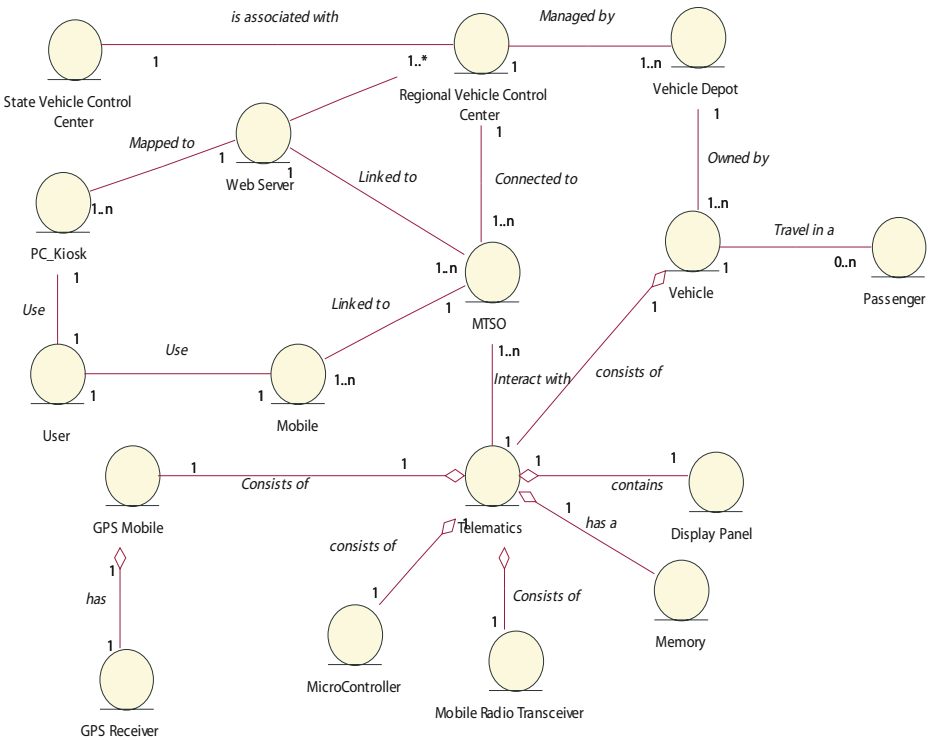 is associated with
Managed by
1
1..*
1
1..n
State Vehicle Control
Center
Regional Vehicle Control
Center
Vehicle Depot
1
1
Mapped to
1
1
Web Server
Linked to
Connected to
Owned by
1..n
1..n
1..n
Travel in a
PC_Kiosk
1..n
1
0..n
1
Vehicle
Passenger
Use
Linked to
1
1
MTSO
1
Use
1..n
1..n
Interact with
consists of
1
1
Mobile
User
1
1
1
1
1
Consists of
contains
GPS Mobile
Telematics
1
1
has a
Display Panel
consists of
1
has
1
Consists of
1
1
Memory
MicroController
Mobile Radio Transceiver
GPS Receiver